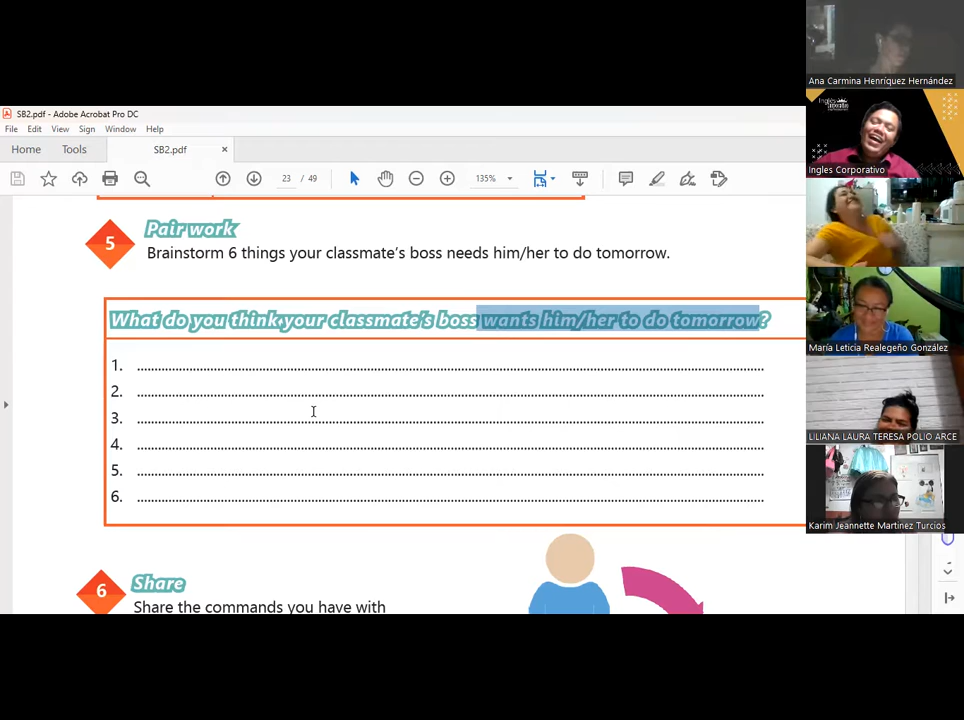 SB2.pdf - Adobe Acrobat Pro DC
File Edit View Sign Window Help
Home Tools SB2.pdf ×
23 / 49 135%
5 Pair work
Brainstorm 6 things your classmate's boss needs him/her to do tomorrow.
What do you think your classmate's boss wants him/her to do tomorrow?
1.
2.
3.
4.
5.
6.
6 Share
Share the commands you have with
Ana Carmina Henríquez Hernández
Inglés
Ingles Corporativo
María Leticia Realegeño González
LILIANA LAURA TERESA POLIO ARCE
Karim Jeannette Martinez Turcios